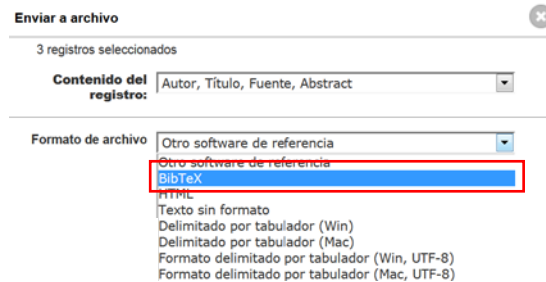 Enviar a archivo
3 registros seleccionados
Contenido del registro:
Autor, Título, Fuente, Abstract
Formato de archivo
Otro software de referencia
Otro software de referencia
BibTeX
HTML
Texto sin formato
Delimitado por tabulador (Win)
Delimitado por tabulador (Mac)
Formato delimitado por tabulador (Win, UTF-8)
Formato delimitado por tabulador (Mac, UTF-8)